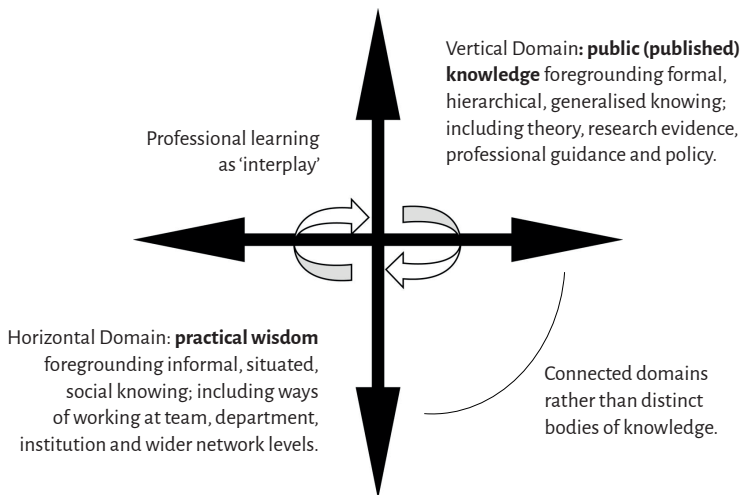 Vertical Domain: public (published)
knowledge foregrounding formal,
hierarchical, generalised knowing;
including theory, research evidence,
professional guidance and policy.
Professional learning
as ‘interplay’
Horizontal Domain: practical wisdom
foregrounding informal, situated,
social knowing; including ways
of working at team, department,
institution and wider network levels.
Connected domains
rather than distinct
bodies of knowledge.